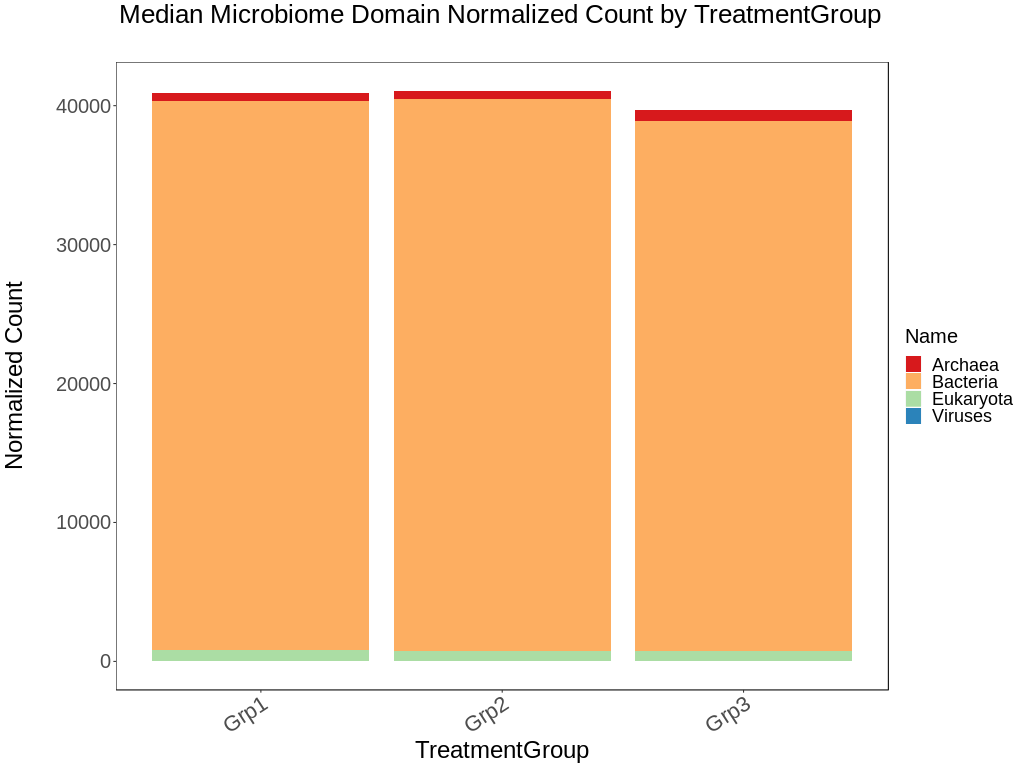 Median Microbiome Domain Normalized Count by TreatmentGroup
40000
30000
20000
10000
0
Normalized Count
Grp1
Grp2
Grp3
TreatmentGroup
Name
Archaea
Bacteria
Eukaryota
Viruses